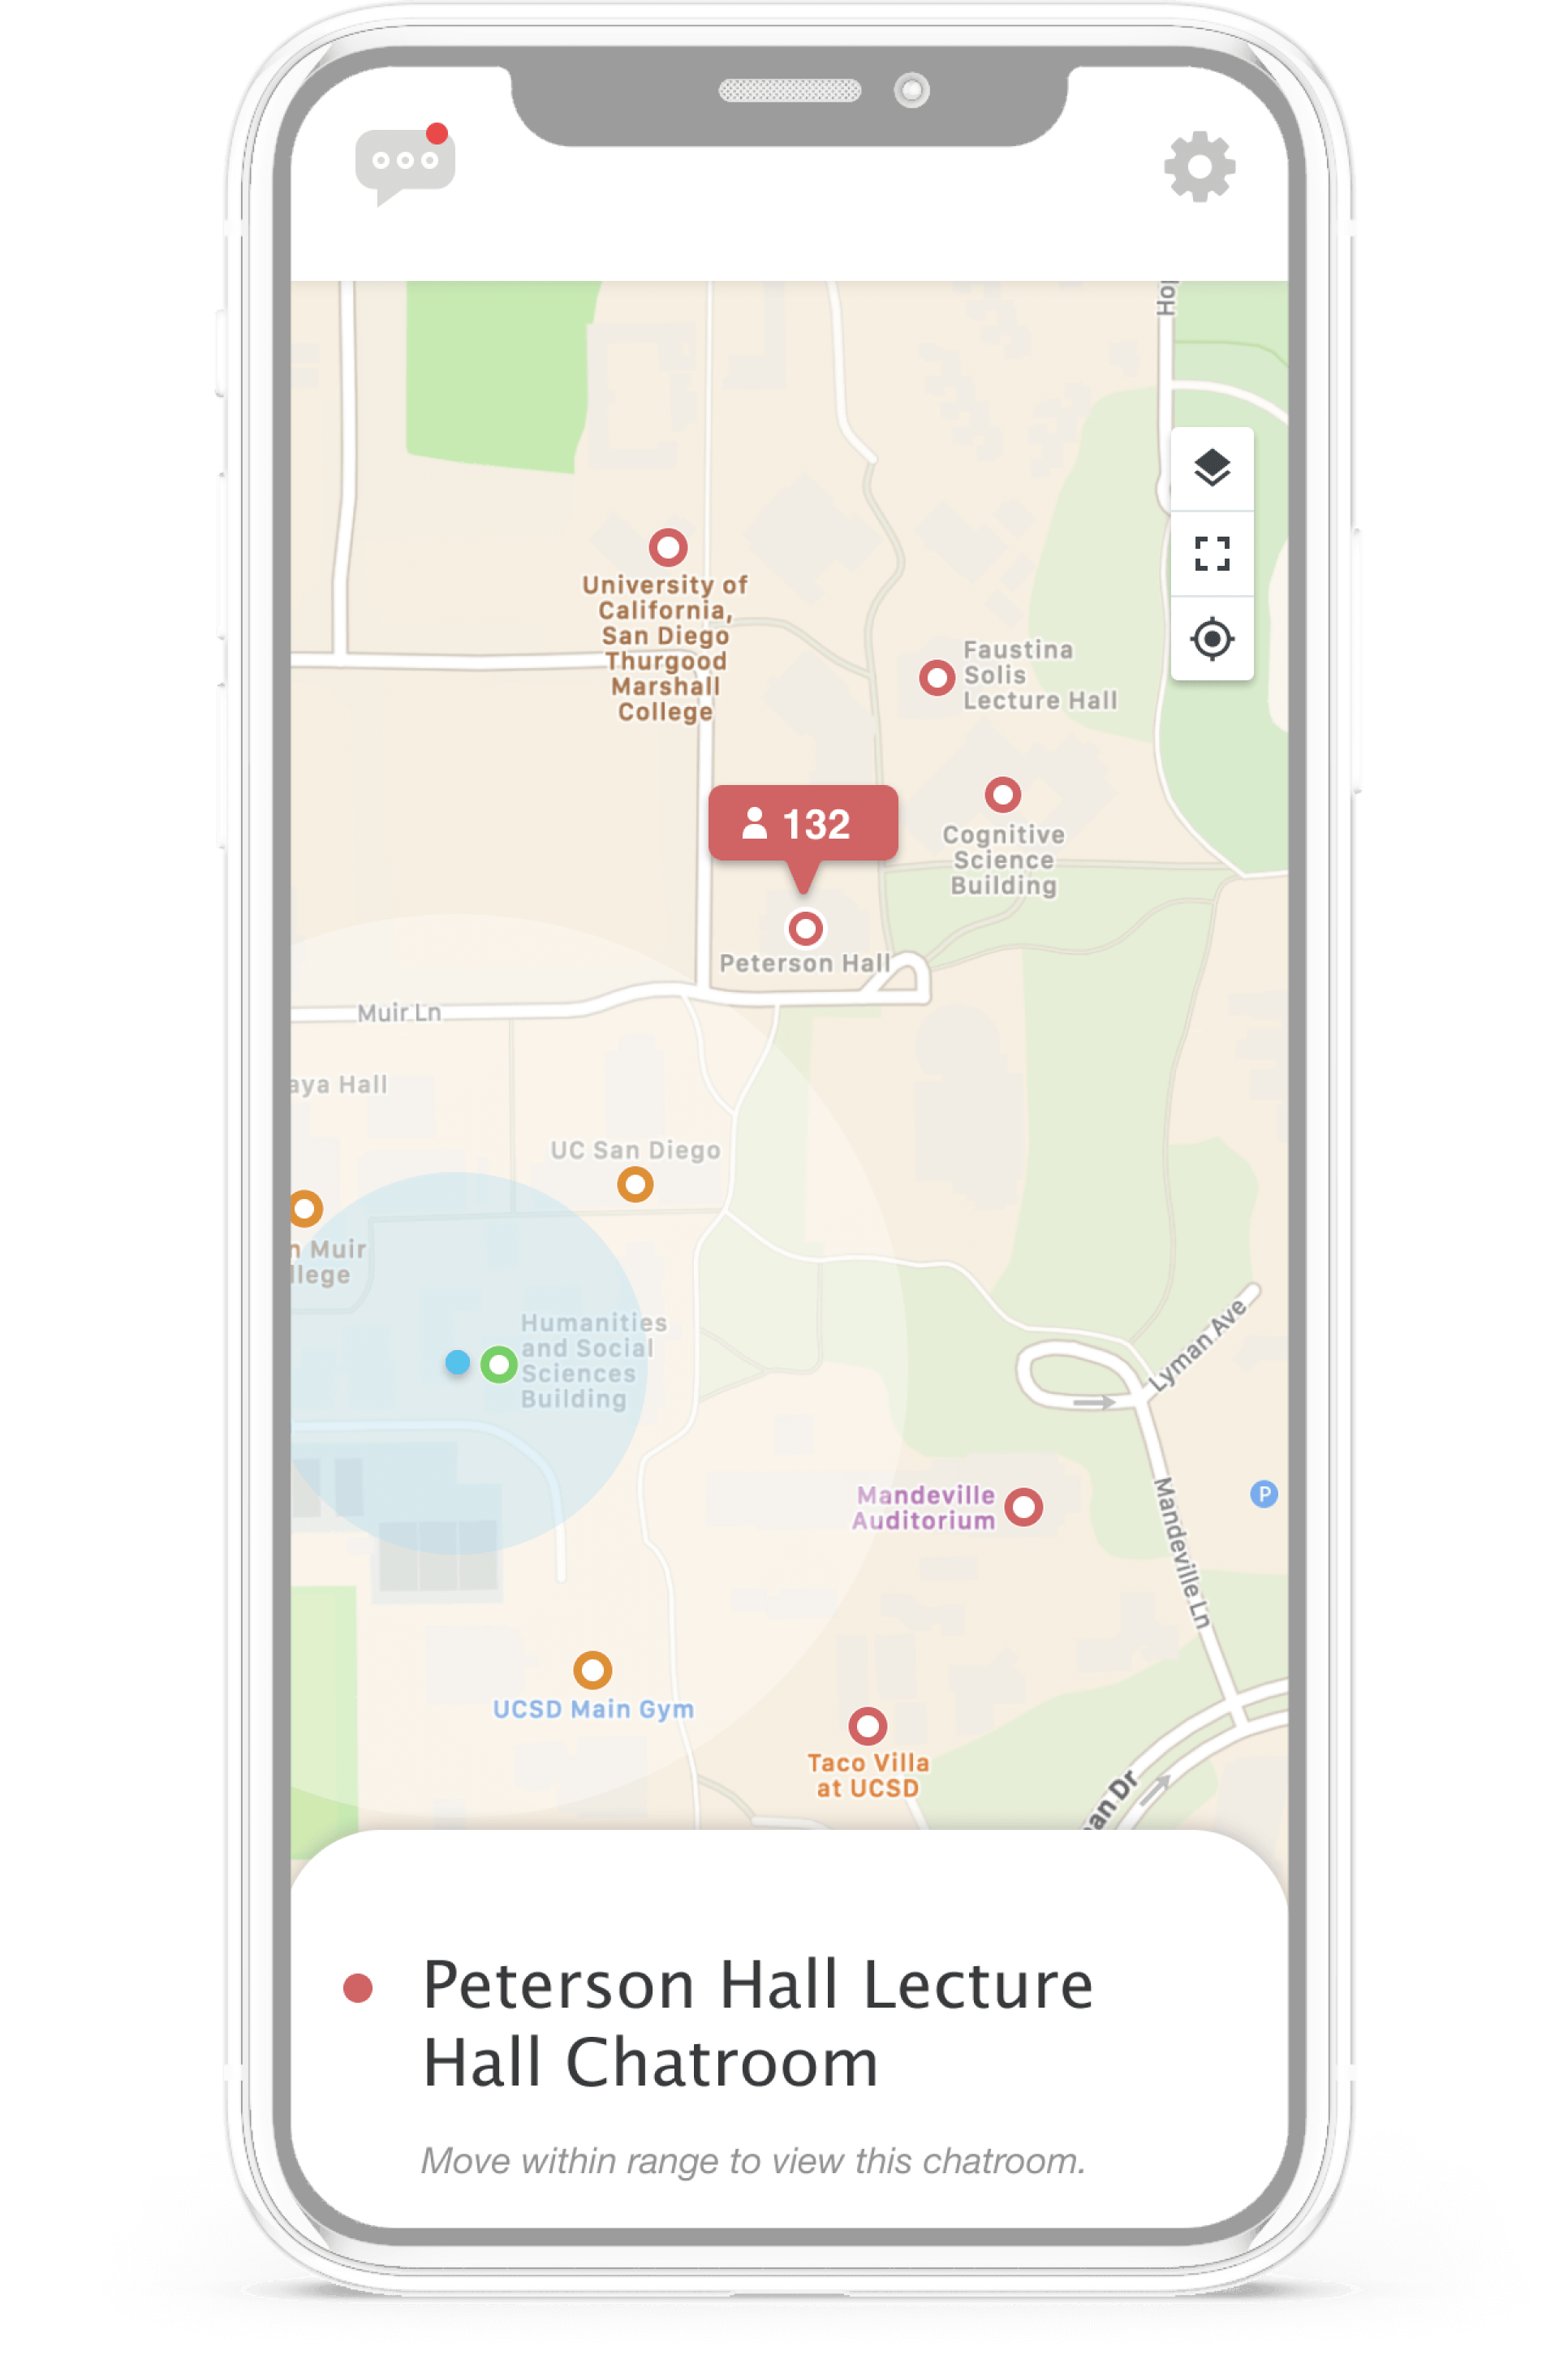 Hop
University of
California,
San Diego
Thurgood
Marshall
College
Faustina
Solis
Lecture Hall
132
Cognitive
Science
Building
Peterson Hall
Muir Ln
aya Hall
UC San Diego
n Muir
llege
Humanities
and Social
Sciences
Building
Lyman Ave
Mandeville
Auditorium
P
Mandeville Ln
UCSD Main Gym
Taco Villa
at UCSD
an Dr
Peterson Hall Lecture
Hall Chatroom
Move within range to view this chatroom.